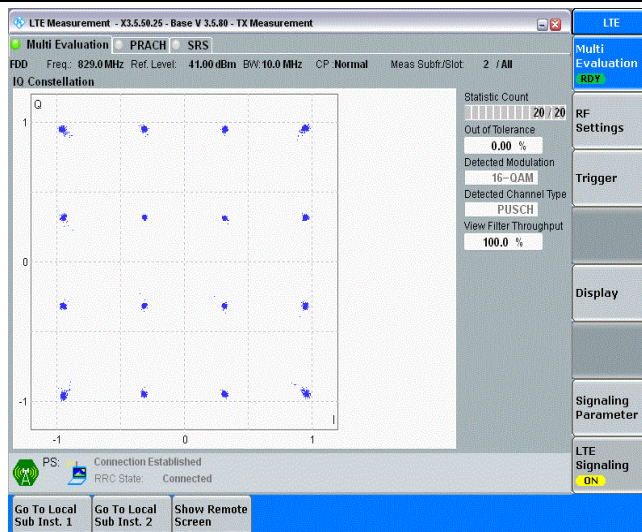 LTE Measurement - X3.5.50.25 - Base V 3.5.80 - TX Measurement
LTE
Multi Evaluation PRACH SRS
FDD Freq.: 829.0 MHz Ref. Level: 41.00 dBm BW: 10.0 MHz CP :Normal Meas Subfr./Slot: 2 / All
IQ Constellation
Q
1
0
-1
-1 0 1
I
Statistic Count
20 / 20
Out of Tolerance
0.00 %
Detected Modulation
16-QAM
Detected Channel Type
PUSCH
View Filter Throughput
100.0 %
Multi
Evaluation
RDY
RF
Settings
Trigger
Display
Signaling
Parameter
LTE
Signaling
ON
PS: Connection Established
RRC State: Connected
Go To Local
Sub Inst. 1
Go To Local
Sub Inst. 2
Show Remote
Screen